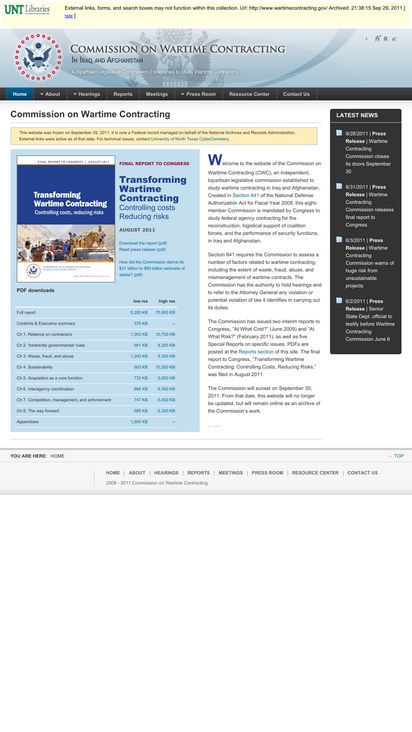 UNT Libraries
External links, forms, and search boxes may not function within this collection. Url: http://www.wartimecontracting.gov/ Archived: 21:38:15 Sep 29, 2011 [
hide ]
Commission on Wartime Contracting
In Iraq and Afghanistan
A Bipartisan Legislative Commission Established to Study Wartime Contracting
Home About Hearings Reports Meetings Press Room Resource Center Contact Us
Commission on Wartime Contracting
This website was frozen on September 29, 2011. It is now a Federal record managed on behalf of the National Archives and Records Administration.
External links were active as of that date. For technical issues, contact University of North Texas CyberCemetery.
FINAL REPORT TO CONGRESS | AUGUST 2011
Transforming
Wartime Contracting
Controlling costs, reducing risks
FINAL REPORT TO CONGRESS
Transforming
Wartime
Contracting
Controlling costs
Reducing risks
AUGUST 2011
Download the report (pdf)
Read press release (pdf)
How did the Commission derive its
$31 billion to $60 billion estimate of
waste? (pdf)
PDF downloads
low res high res
Full report 5,200 KB 75,600 KB
Contents & Executive summary 370 KB --
Ch 1. Reliance on contractors 1,000 KB 10,700 KB
Ch 2. 'Inherently governmental' rules 951 KB 8,300 KB
Ch 3. Waste, fraud, and abuse 1,200 KB
Ch 4. Sustainability 903 KB 10,200 KB
Ch 5. Acquisition as a core function 732 KB 5,900 KB
Ch 6. Interagency coordination
Ch 7. Competition, management, and enforcement 747 KB 5,400 KB
Ch 8. The way forward
Appendixes 1,600 KB --
Welcome to the website of the Commission on
Wartime Contracting (CWC), an independent,
bipartisan legislative commission established to
study wartime contracting in Iraq and Afghanistan.
Created in Section 841 of the National Defense
Authorization Act for Fiscal Year 2008, this eight-
member Commission is mandated by Congress to
study federal agency contracting for the
reconstruction, logistical support of coalition
forces, and the performance of security functions,
in Iraq and Afghanistan.
Section 841 requires the Commission to assess a
number of factors related to wartime contracting,
including the extent of waste, fraud, abuse, and
mismanagement of wartime contracts. The
Commission has the authority to hold hearings and
to refer to the Attorney General any violation or
potential violation of law it identifies in carrying out
its duties.
The Commission has issued two interim reports to
Congress, "At What Cost?" (June 2009) and "At
What Risk?" (February 2011), as well as five
Special Reports on specific issues. PDFs are
posted at the Reports section of this site. The final
report to Congress, "Transforming Wartime
Contracting: Controlling Costs, Reducing Risks,"
was filed in August 2011.
The Commission will sunset on September 30,
2011. From that date, this website will no longer
be updated, but will remain online as an archive of
the Commission's work.
. . . . .
LATEST NEWS
9/28/2011 | Press
Release | Wartime
Contracting
Commission closes
its doors September
30
8/31/2011 | Press
Release | Wartime
Contracting
Commission releases
final report to
Congress
6/3/2011 | Press
Release | Wartime
Contracting
Commission warns of
huge risk from
unsustainable
projects
6/2/2011 | Press
Release | Senior
State Dept. official to
testify before Wartime
Contracting
Commission June 6
YOU ARE HERE: HOME
TOP
HOME | ABOUT | HEARINGS | REPORTS | MEETINGS | PRESS ROOM | RESOURCE CENTER | CONTACT US
2008 - 2011 Commission on Wartime Contracting